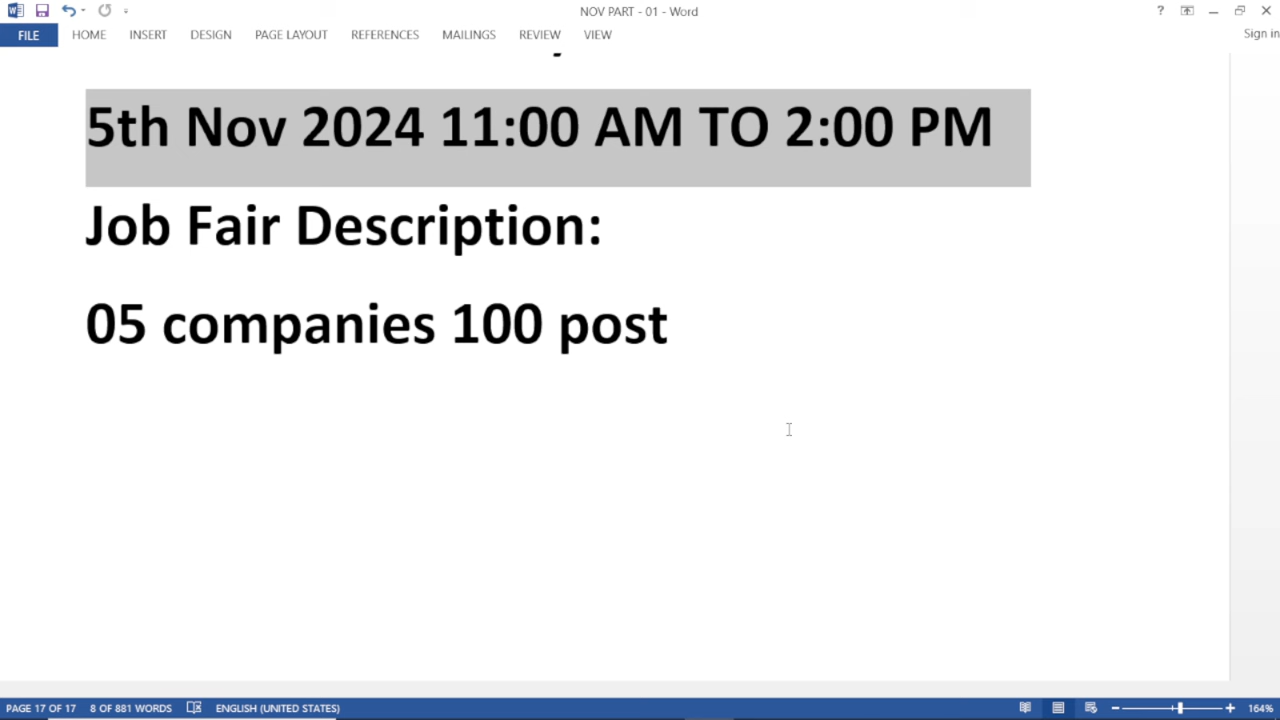 NOV PART - 01 - Word
?
FILE HOME INSERT DESIGN PAGE LAYOUT REFERENCES MAILINGS REVIEW VIEW Sign in
5th Nov 2024 11:00 AM TO 2:00 PM
Job Fair Description:
05 companies 100 post
PAGE 17 OF 17 8 OF 881 WORDS ENGLISH (UNITED STATES) 164%